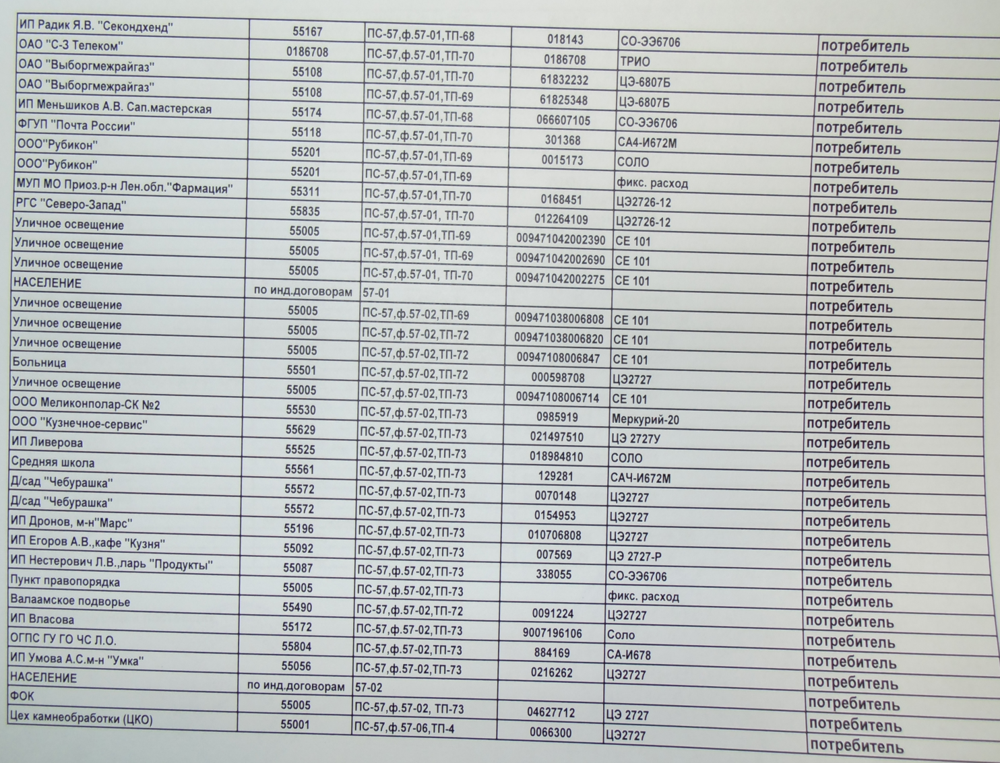 ИП Радик Я.В. "Секондхенд" 55167 ПС-57,ф.57-01,ТП-68 018143 СО-ЭЭ6706 потребитель
ОАО "С-З Телеком" 0186708 ПС-57,ф.57-01,ТП-70 0186708 ТРИО потребитель
ОАО "Выборгмежрайгаз" 55108 ПС-57,ф.57-01,ТП-70 61832232 ЦЭ-6807Б потребитель
ОАО "Выборгмежрайгаз" 55108 ПС-57,ф.57-01,ТП-69 61825348 ЦЭ-6807Б потребитель
ИП Меньшиков А.В. Сап.мастерская 55174 ПС-57,ф.57-01,ТП-68 066607105 СО-ЭЭ6706 потребитель
ФГУП "Почта России" 55118 ПС-57,ф.57-01,ТП-70 301368 СА4-И672М потребитель
ООО"Рубикон" 55201 ПС-57,ф.57-01,ТП-69 0015173 СОЛО потребитель
ООО"Рубикон" 55201 ПС-57,ф.57-01,ТП-69 фикс. расход потребитель
МУП МО Приоз.р-н Лен.обл."Фармация" 55311 ПС-57,ф.57-01,ТП-70 0168451 ЦЭ2726-12 потребитель
РГС "Северо-Запад" 55835 ПС-57,ф.57-01, ТП-70 012264109 ЦЭ2726-12 потребитель
Уличное освещение 55005 ПС-57,ф.57-01,ТП-69 009471042002390 СЕ 101 потребитель
Уличное освещение 55005 ПС-57,ф.57-01, ТП-69 009471042002690 СЕ 101 потребитель
Уличное освещение 55005 ПС-57,ф.57-01, ТП-70 009471042002275 СЕ 101 потребитель
НАСЕЛЕНИЕ по инд.договорам 57-01 потребитель
Уличное освещение 55005 ПС-57,ф.57-02,ТП-69 009471038006808 СЕ 101 потребитель
Уличное освещение 55005 ПС-57,ф.57-02,ТП-72 009471038006820 СЕ 101 потребитель
Уличное освещение 55005 ПС-57,ф.57-02,ТП-72 00947108006847 СЕ 101 потребитель
Больница 55501 ПС-57,ф.57-02,ТП-72 000598708 ЦЭ2727 потребитель
Уличное освещение 55005 ПС-57,ф.57-02,ТП-73 00947108006714 СЕ 101 потребитель
ООО Меликонполар-СК №2 55530 ПС-57,ф.57-02,ТП-73 0985919 Меркурий-20 потребитель
ООО "Кузнечное-сервис" 55629 ПС-57,ф.57-02,ТП-73 021497510 ЦЭ 2727У потребитель
ИП Ливерова 55525 ПС-57,ф.57-02,ТП-73 018984810 СОЛО потребитель
Средняя школа 55561 ПС-57,ф.57-02,ТП-73 129281 САЧ-И672М потребитель
Д/сад "Чебурашка" 55572 ПС-57,ф.57-02,ТП-73 0070148 ЦЭ2727 потребитель
Д/сад "Чебурашка" 55572 ПС-57,ф.57-02,ТП-73 0154953 ЦЭ2727 потребитель
ИП Дронов, м-н"Марс" 55196 ПС-57,ф.57-02,ТП-73 010706808 ЦЭ2727 потребитель
ИП Егоров А.В.,кафе "Кузня" 55092 ПС-57,ф.57-02,ТП-73 007569 ЦЭ 2727-Р потребитель
ИП Нестерович Л.В.,ларь "Продукты" 55087 ПС-57,ф.57-02,ТП-73 338055 СО-ЭЭ6706 потребитель
Пункт правопорядка 55005 ПС-57,ф.57-02,ТП-73 фикс. расход потребитель
Валаамское подворье 55490 ПС-57,ф.57-02,ТП-72 0091224 ЦЭ2727 потребитель
ИП Власова 55172 ПС-57,ф.57-02,ТП-73 9007196106 Соло потребитель
ОГПС ГУ ГО ЧС Л.О. 55804 ПС-57,ф.57-02,ТП-73 884169 СА-И678 потребитель
ИП Умова А.С.м-н "Умка" 55056 ПС-57,ф.57-02,ТП-73 0216262 ЦЭ2727 потребитель
НАСЕЛЕНИЕ по инд.договорам 57-02 потребитель
ФОК 55005 ПС-57,ф.57-02, ТП-73 04627712 ЦЭ 2727 потребитель
Цех камнеобработки (ЦКО) 55001 ПС-57,ф.57-06,ТП-4 0066300 ЦЭ2727 потребитель